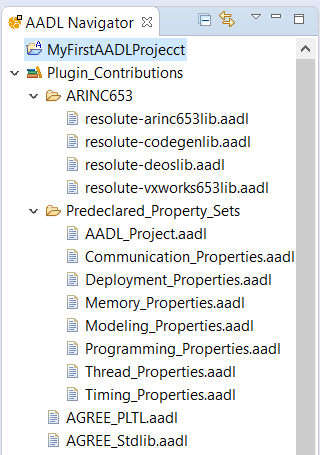 AADL Navigator
MyFirstAADLProjecct
Plugin_Contributions
ARINC653
resolute-arinc653lib.aadl
resolute-codegenlib.aadl
resolute-deoslib.aadl
resolute-vxworks653lib.aadl
Predeclared_Property_Sets
AADL_Project.aadl
Communication_Properties.aadl
Deployment_Properties.aadl
Memory_Properties.aadl
Modeling_Properties.aadl
Programming_Properties.aadl
Thread_Properties.aadl
Timing_Properties.aadl
AGREE_PLTL.aadl
AGREE_Stdlib.aadl